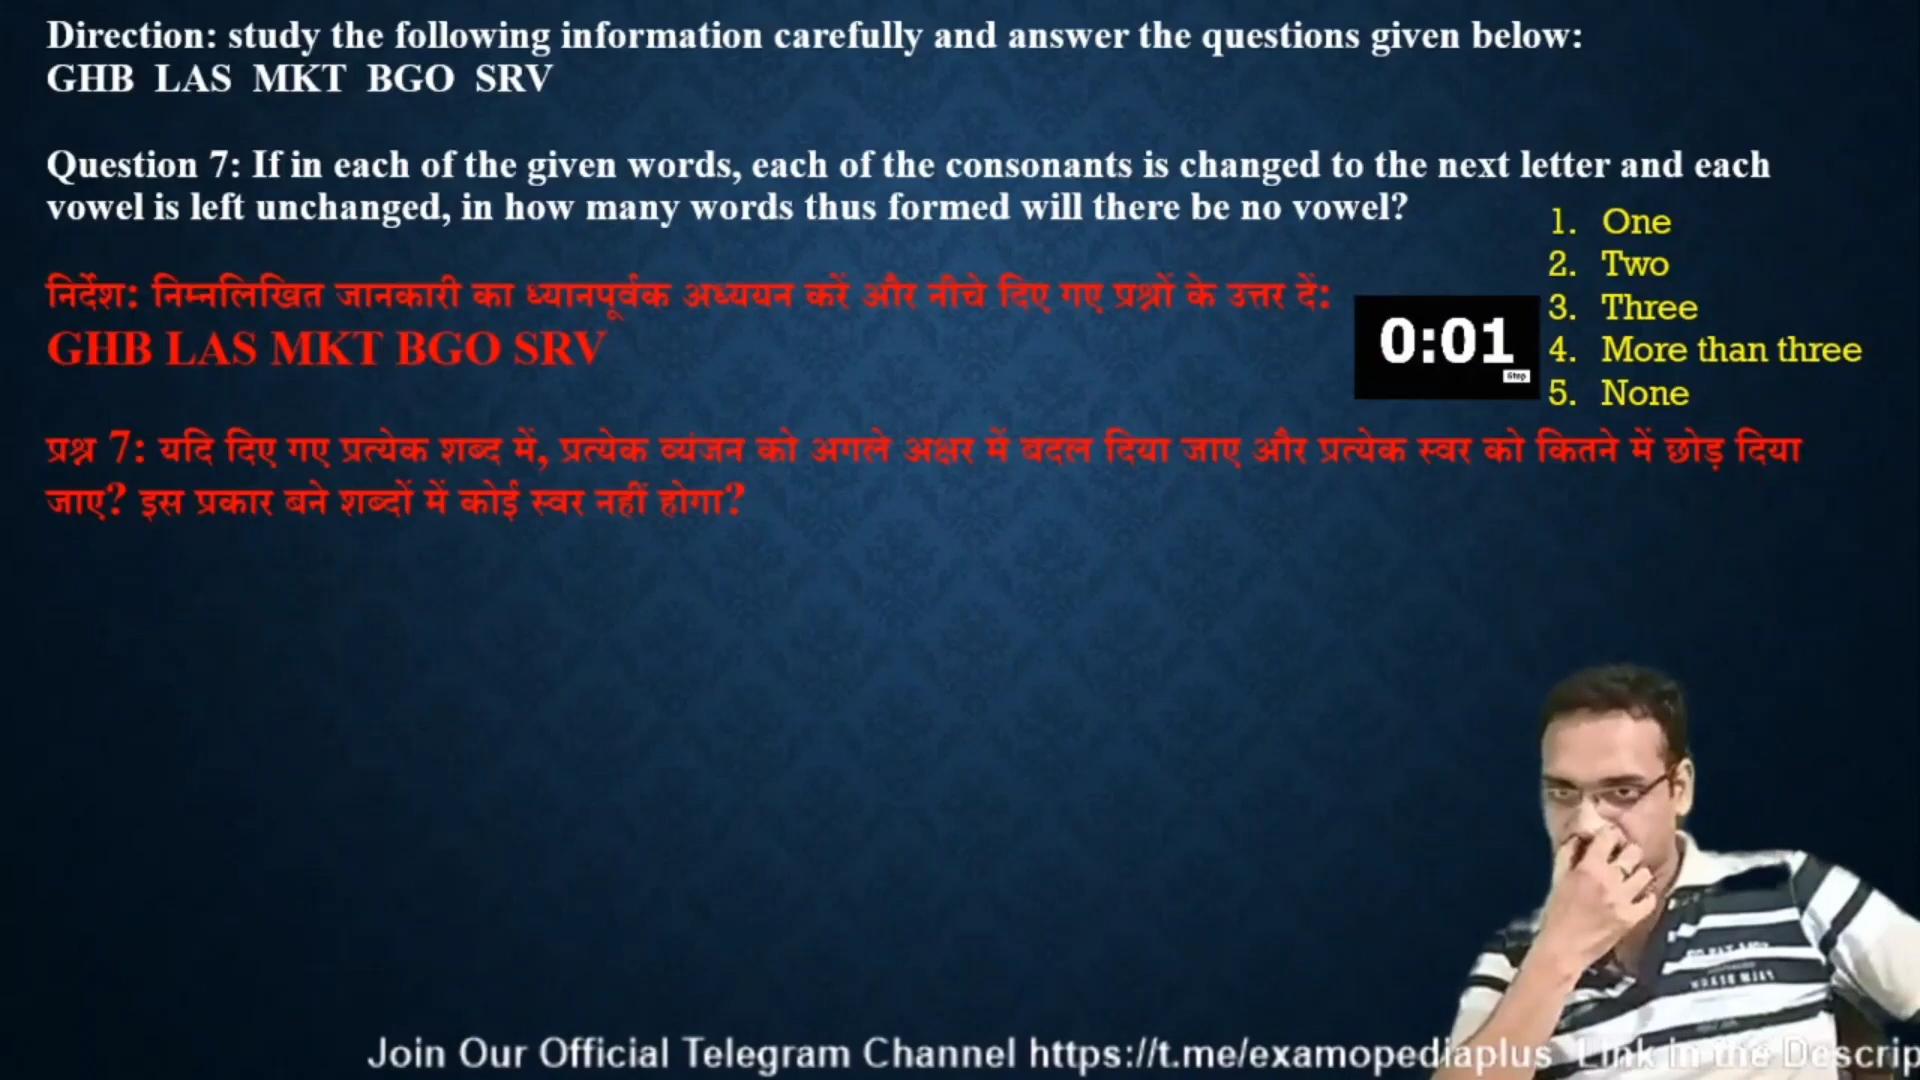 Direction: study the following information carefully and answer the questions given below:
GHB LAS MKT BGO SRV
Question 7: If in each of the given words, each of the consonants is changed to the next letter and each
vowel is left unchanged, in how many words thus formed will there be no vowel?
1. One
2. Two
3. Three
4. More than three
5. None
निर्देश: निम्नलिखित जानकारी का ध्यानपूर्वक अध्ययन करें और नीचे दिए गए प्रश्नों के उत्तर दें:
GHB LAS MKT BGO SRV
0:01
Stop
प्रश्न 7: यदि दिए गए प्रत्येक शब्द में, प्रत्येक व्यंजन को अगले अक्षर में बदल दिया जाए और प्रत्येक स्वर को कितने में छोड़ दिया
जाए? इस प्रकार बने शब्दों में कोई स्वर नहीं होगा?
Join Our Official Telegram Channel https://t.me/examopediaplus Link in the Descrip